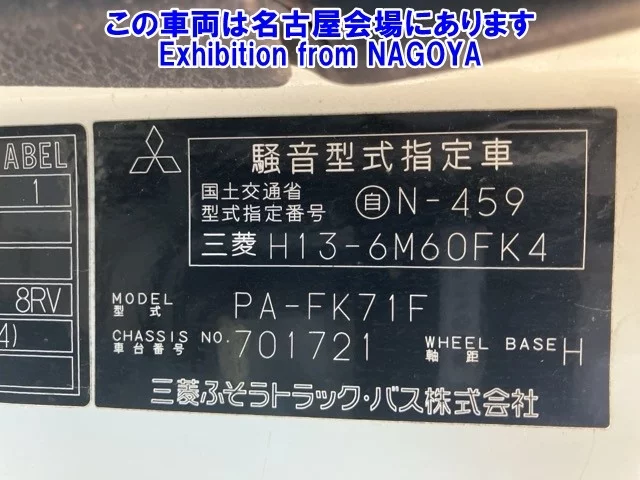 この車両は名古屋会場にあります
Exhibition from NAGOYA
ABEL
1
8RV
4)
騒音型式指定車
国土交通省
型式指定番号 自N-459
三菱 H13-6M60FK4
MODEL
型式 PA-FK71F
CHASSIS NO.
車台番号 701721
WHEEL BASE
軸距 H
三菱ふそうトラック・バス株式会社